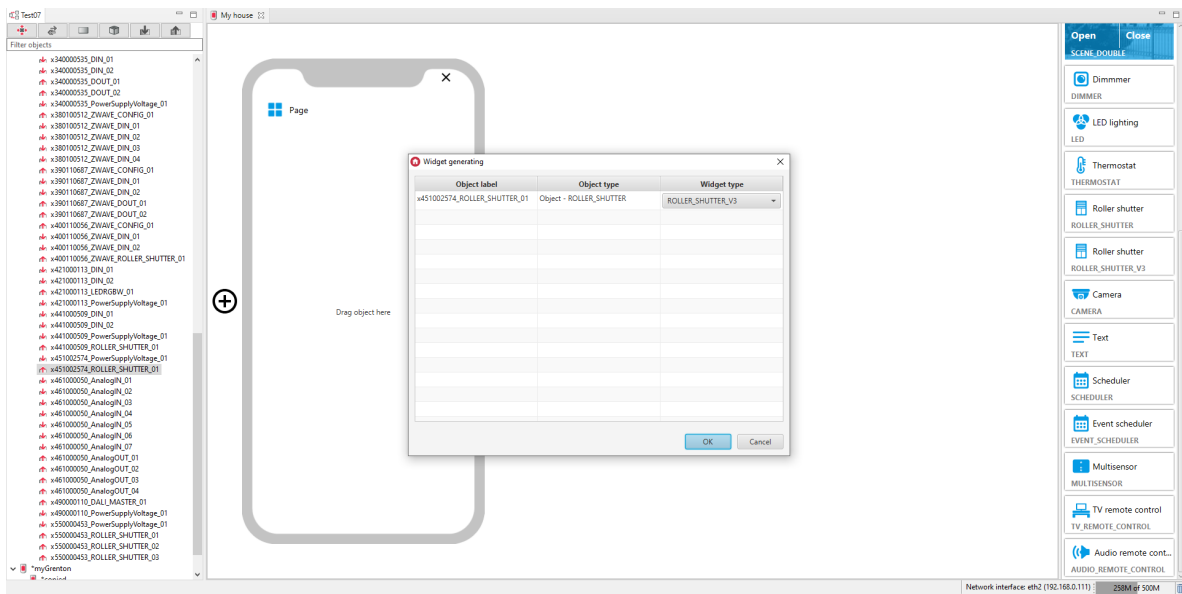 Test07
My house
Filter objects
x340000535_DIN_01
x340000535_DIN_02
x340000535_DOUT_01
x340000535_DOUT_02
x340000535_PowerSupplyVoltage_01
x380100512_ZWAVE_CONFIG_01
x380100512_ZWAVE_DIN_01
x380100512_ZWAVE_DIN_02
x380100512_ZWAVE_DIN_03
x380100512_ZWAVE_DIN_04
x390110687_ZWAVE_CONFIG_01
x390110687_ZWAVE_DIN_01
x390110687_ZWAVE_DIN_02
x390110687_ZWAVE_DOUT_01
x390110687_ZWAVE_DOUT_02
x400110056_ZWAVE_CONFIG_01
x400110056_ZWAVE_DIN_01
x400110056_ZWAVE_DIN_02
x400110056_ZWAVE_ROLLER_SHUTTER_01
x421000113_DIN_01
x421000113_DIN_02
x421000113_LEDRGBW_01
x421000113_PowerSupplyVoltage_01
x441000509_DIN_01
x441000509_DIN_02
x441000509_PowerSupplyVoltage_01
x441000509_ROLLER_SHUTTER_01
x451002574_PowerSupplyVoltage_01
x451002574_ROLLER_SHUTTER_01
x461000050_AnalogIN_01
x461000050_AnalogIN_02
x461000050_AnalogIN_03
x461000050_AnalogIN_04
x461000050_AnalogIN_05
x461000050_AnalogIN_06
x461000050_AnalogIN_07
x461000050_AnalogOUT_01
x461000050_AnalogOUT_02
x461000050_AnalogOUT_03
x461000050_AnalogOUT_04
x490000110_DALI_MASTER_01
x490000110_PowerSupplyVoltage_01
x550000453_PowerSupplyVoltage_01
x550000453_ROLLER_SHUTTER_01
x550000453_ROLLER_SHUTTER_02
x550000453_ROLLER_SHUTTER_03
*myGrenton
*copied
Page
Drag object here
Widget generating
Object label Object type Widget type
x451002574_ROLLER_SHUTTER_01 Object - ROLLER_SHUTTER ROLLER_SHUTTER_V3
OK Cancel
Open Close
SCENE_DOUBLE
Dimmmer
DIMMER
LED lighting
LED
Thermostat
THERMOSTAT
Roller shutter
ROLLER_SHUTTER
Roller shutter
ROLLER_SHUTTER_V3
Camera
CAMERA
Text
TEXT
Scheduler
SCHEDULER
Event scheduler
EVENT_SCHEDULER
Multisensor
MULTISENSOR
TV remote control
TV_REMOTE_CONTROL
Audio remote cont...
AUDIO_REMOTE_CONTROL
Network interface: eth2 (192.168.0.111) 258M of 500M